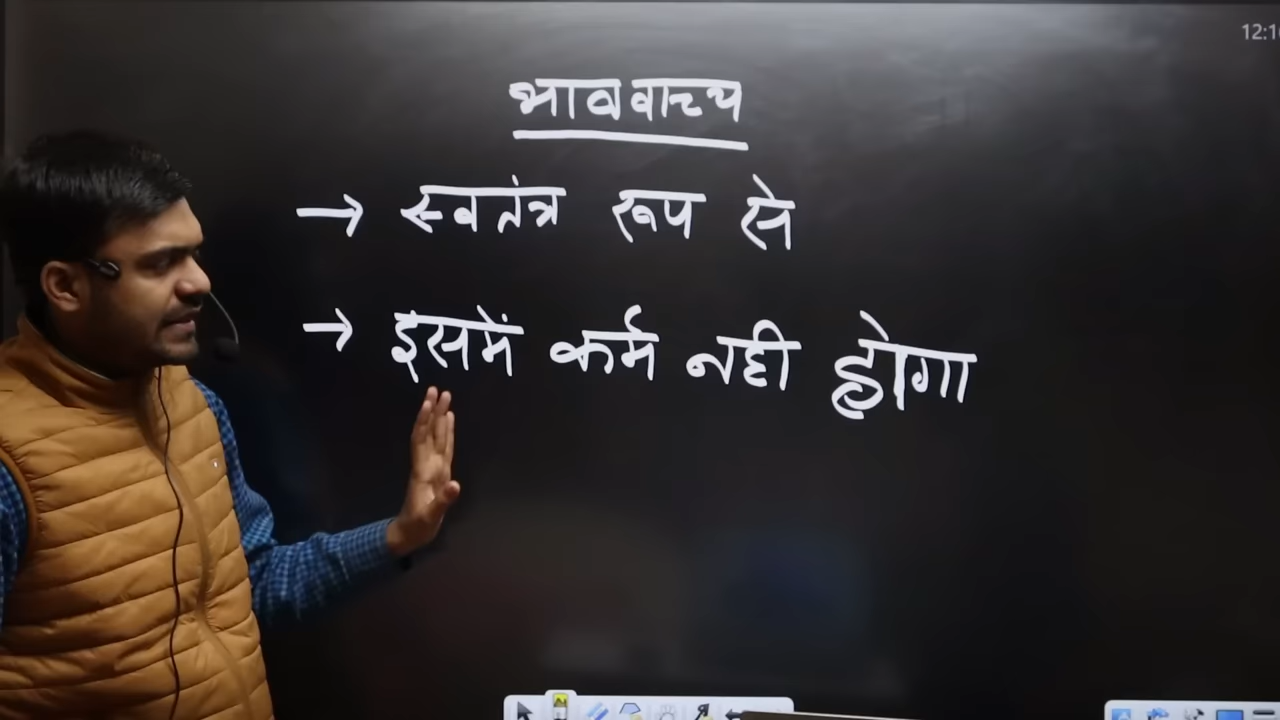 भाववाच्य
→ स्वतंत्र रूप से
→ इसमें कर्म नही होगा